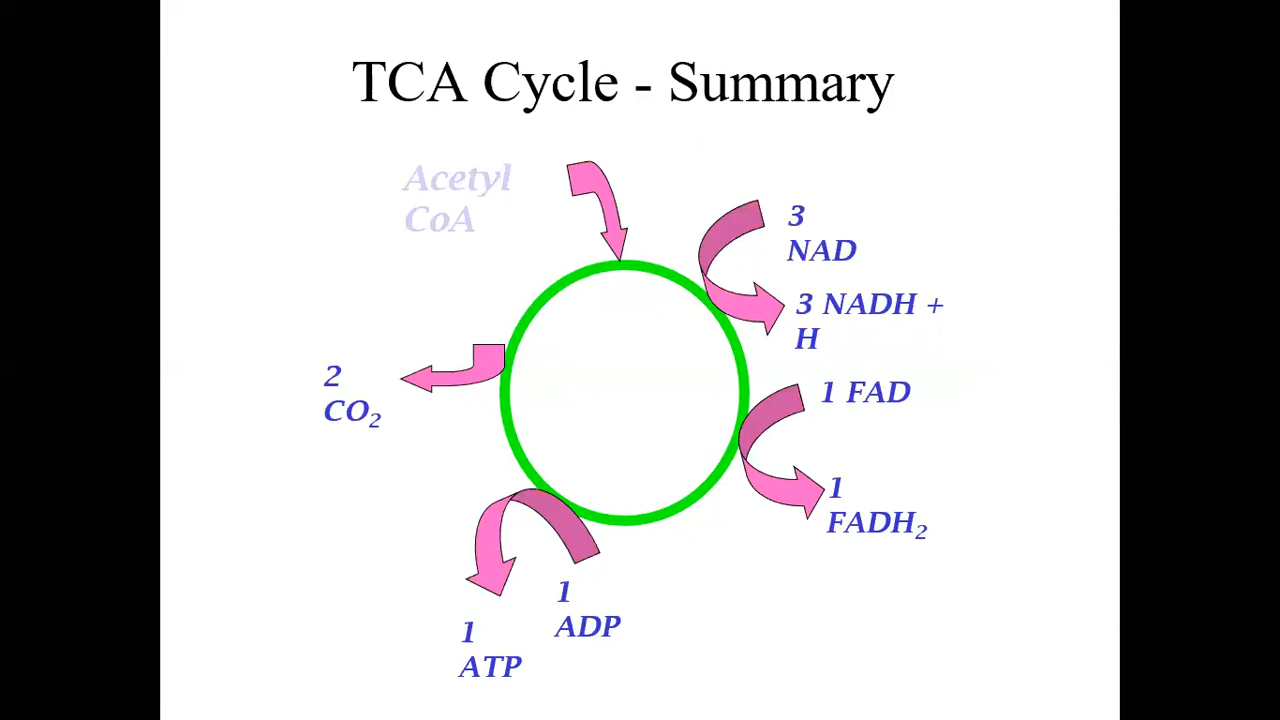 TCA Cycle - Summary
Acetyl
CoA
3
NAD
3 NADH +
H
1 FAD
1
FADH₂
2
CO₂
1
ADP
1
ATP